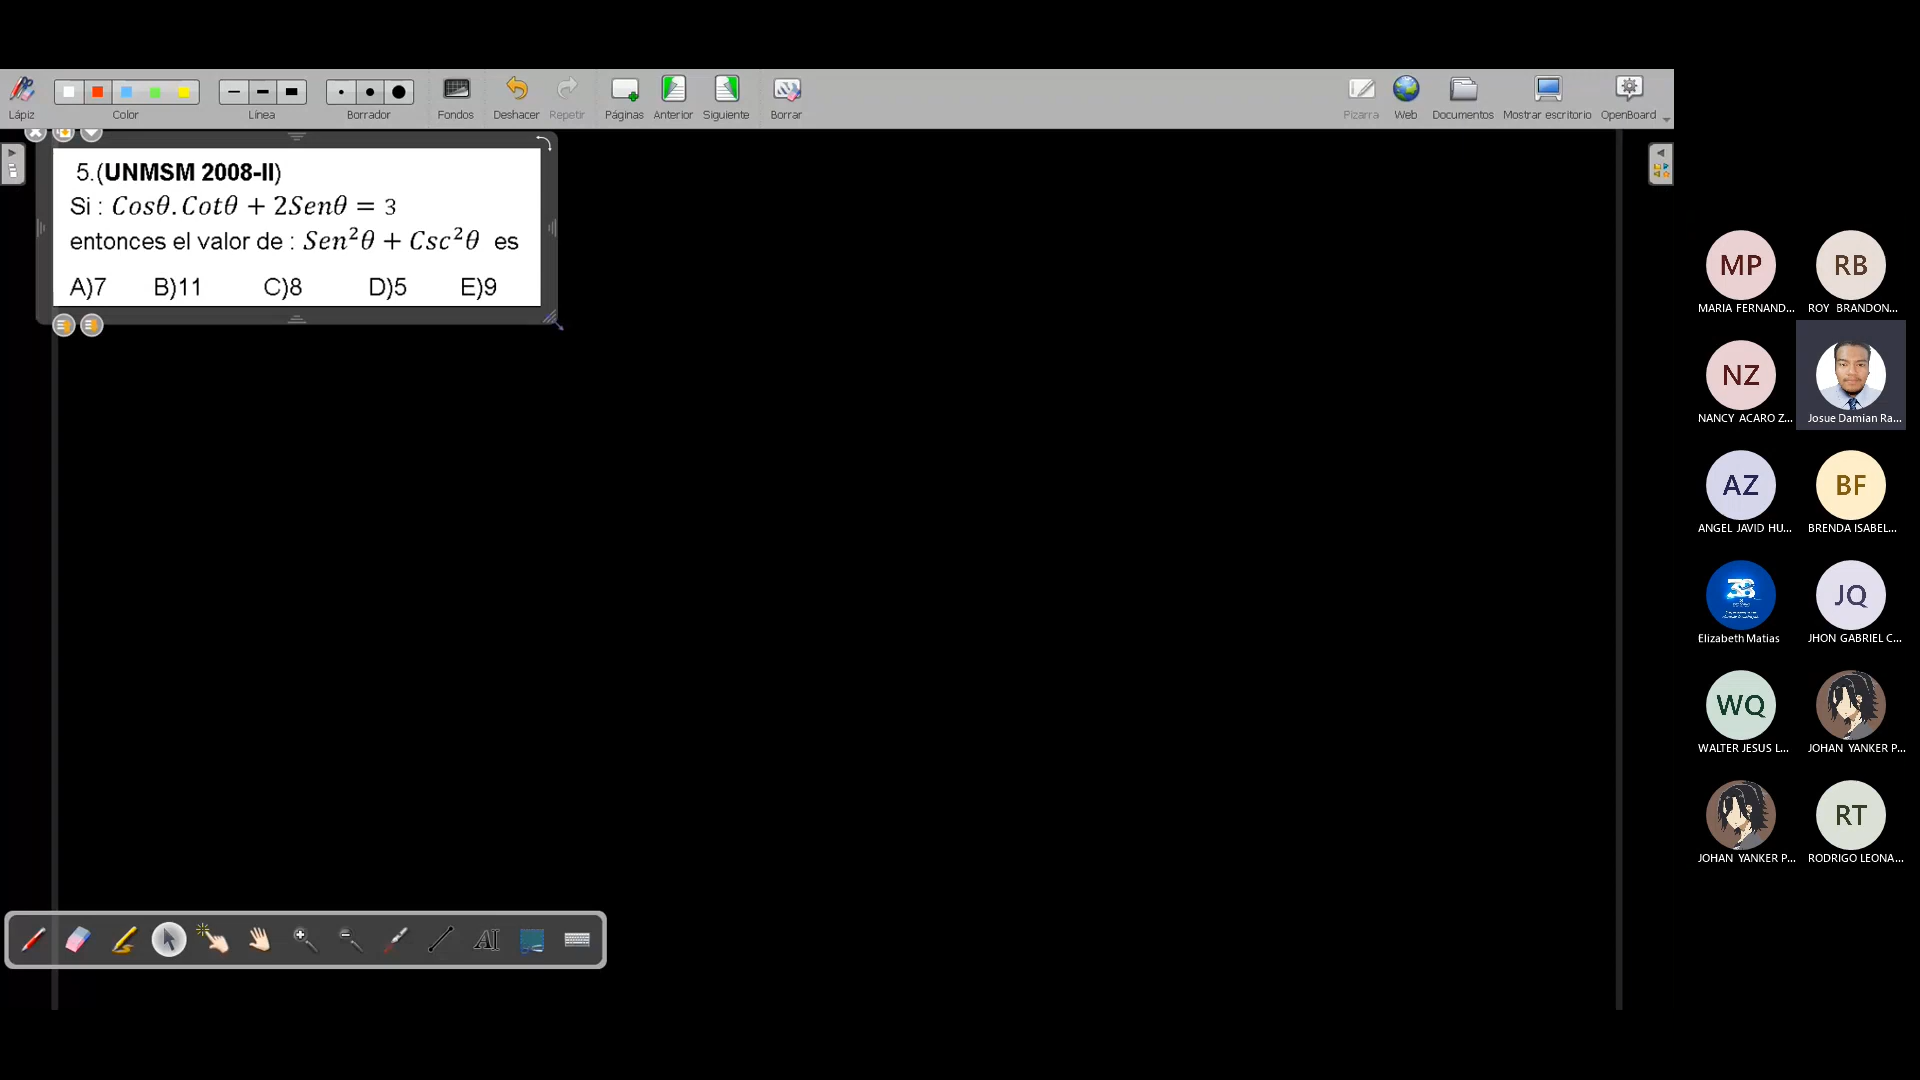 Lápiz
Color
Línea
Borrador
Fondos
Deshacer
Repetir
Páginas
Anterior
Siguiente
Borrar
Pizarra
Web
Documentos
Mostrar escritorio
OpenBoard
5.(UNMSM 2008-II)
Si : Cosθ.Cotθ + 2Senθ = 3
entonces el valor de : Sen²θ + Csc²θ es
A)7 B)11 C)8 D)5 E)9
MP
RB
MARIA FERNAND...
ROY BRANDON...
NZ
NANCY ACARO Z...
Josue Damian Ra...
AZ
BF
ANGEL JAVID HU...
BRENDA ISABEL...
38
JQ
Elizabeth Matias
JHON GABRIEL C...
WQ
WALTER JESUS L...
JOHAN YANKER P...
RT
JOHAN YANKER P...
RODRIGO LEONA...
AI